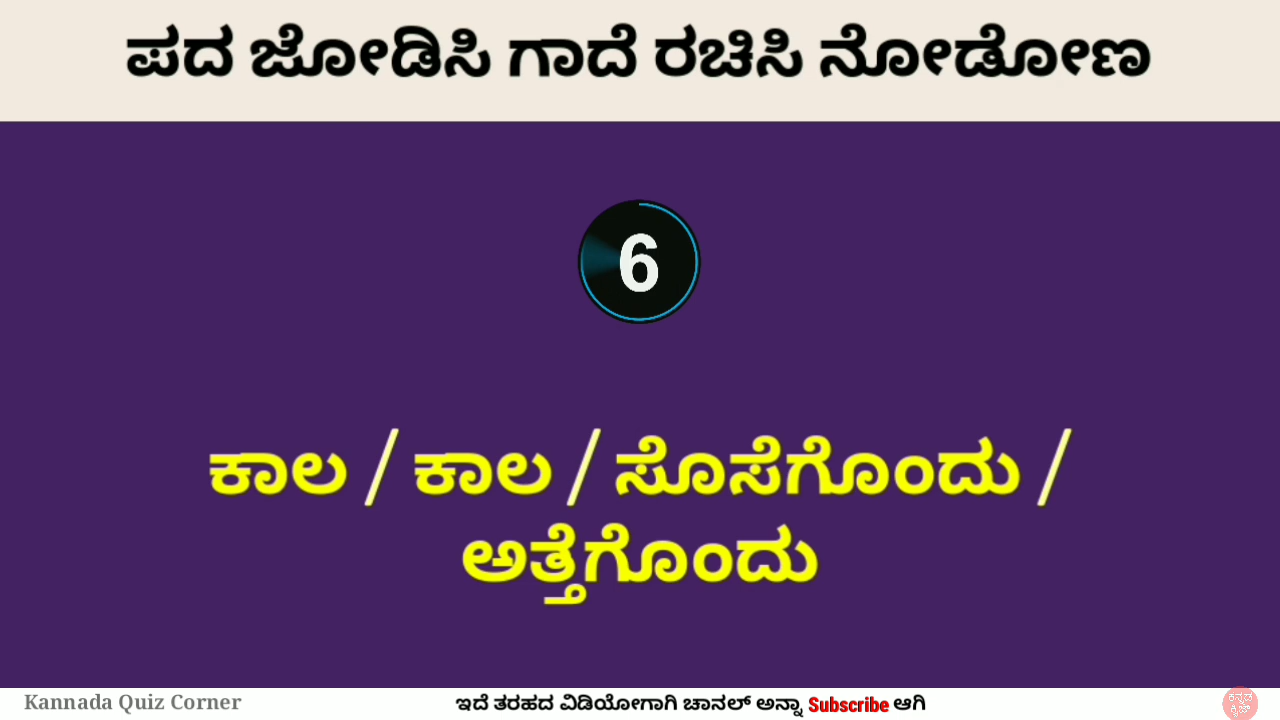 ಪದ ಜೋಡಿಸಿ ಗಾದೆ ರಚಿಸಿ ನೋಡೋಣ
6
ಕಾಲ / ಕಾಲ / ಸೊಸೆಗೊಂದು /
ಅತ್ತೆಗೊಂದು
Kannada Quiz Corner
ಇದೆ ತರಹದ ವಿಡಿಯೋಗಾಗಿ ಚಾನಲ್ ಅನ್ನಾ Subscribe ಆಗಿ